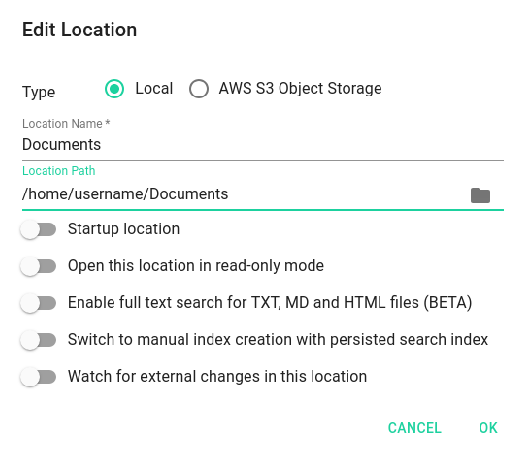 Edit Location
Type Local AWS S3 Object Storage
Location Name *
Documents
Location Path
/home/username/Documents
Startup location
Open this location in read-only mode
Enable full text search for TXT, MD and HTML files (BETA)
Switch to manual index creation with persisted search index
Watch for external changes in this location
CANCEL OK